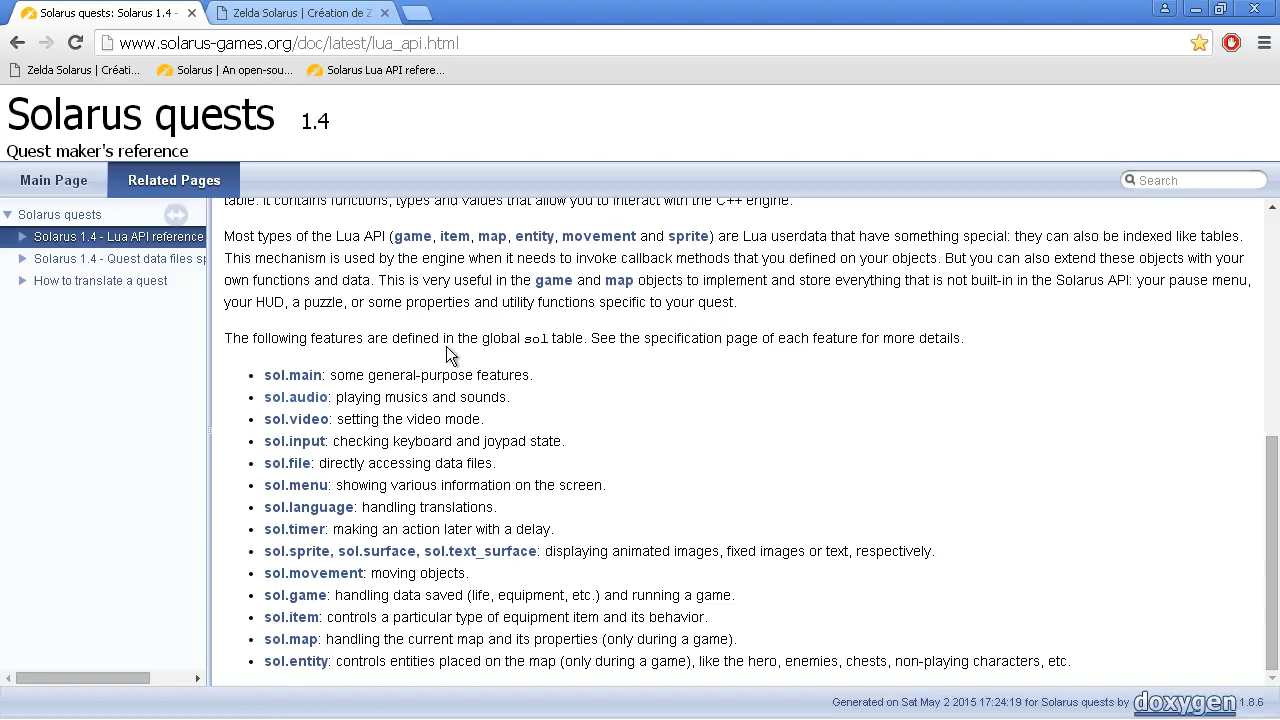 Solarus quests: Solarus 1.4 -
Zelda Solarus | Création de Z
www.solarus-games.org/doc/latest/lua_api.html
Zelda Solarus | Créati...
Solarus | An open-sou...
Solarus Lua API refere...
Solarus quests 1.4
Quest maker's reference
Main Page
Related Pages
Search
Solarus quests
Solarus 1.4 - Lua API reference
Solarus 1.4 - Quest data files sp
How to translate a quest
table. It contains functions, types and values that allow you to interact with the C++ engine.
Most types of the Lua API (game, item, map, entity, movement and sprite) are Lua userdata that have something special: they can also be indexed like tables.
This mechanism is used by the engine when it needs to invoke callback methods that you defined on your objects. But you can also extend these objects with your
own functions and data. This is very useful in the game and map objects to implement and store everything that is not built-in in the Solarus API: your pause menu,
your HUD, a puzzle, or some properties and utility functions specific to your quest.
The following features are defined in the global sol table. See the specification page of each feature for more details.
• sol.main: some general-purpose features.
• sol.audio: playing musics and sounds.
• sol.video: setting the video mode.
• sol.input: checking keyboard and joypad state.
• sol.file: directly accessing data files.
• sol.menu: showing various information on the screen.
• sol.language: handling translations.
• sol.timer: making an action later with a delay.
• sol.sprite, sol.surface, sol.text_surface: displaying animated images, fixed images or text, respectively.
• sol.movement: moving objects.
• sol.game: handling data saved (life, equipment, etc.) and running a game.
• sol.item: controls a particular type of equipment item and its behavior.
• sol.map: handling the current map and its properties (only during a game).
• sol.entity: controls entities placed on the map (only during a game), like the hero, enemies, chests, non-playing characters, etc.
Generated on Sat May 2 2015 17:24:19 for Solarus quests by doxygen 1.8.6